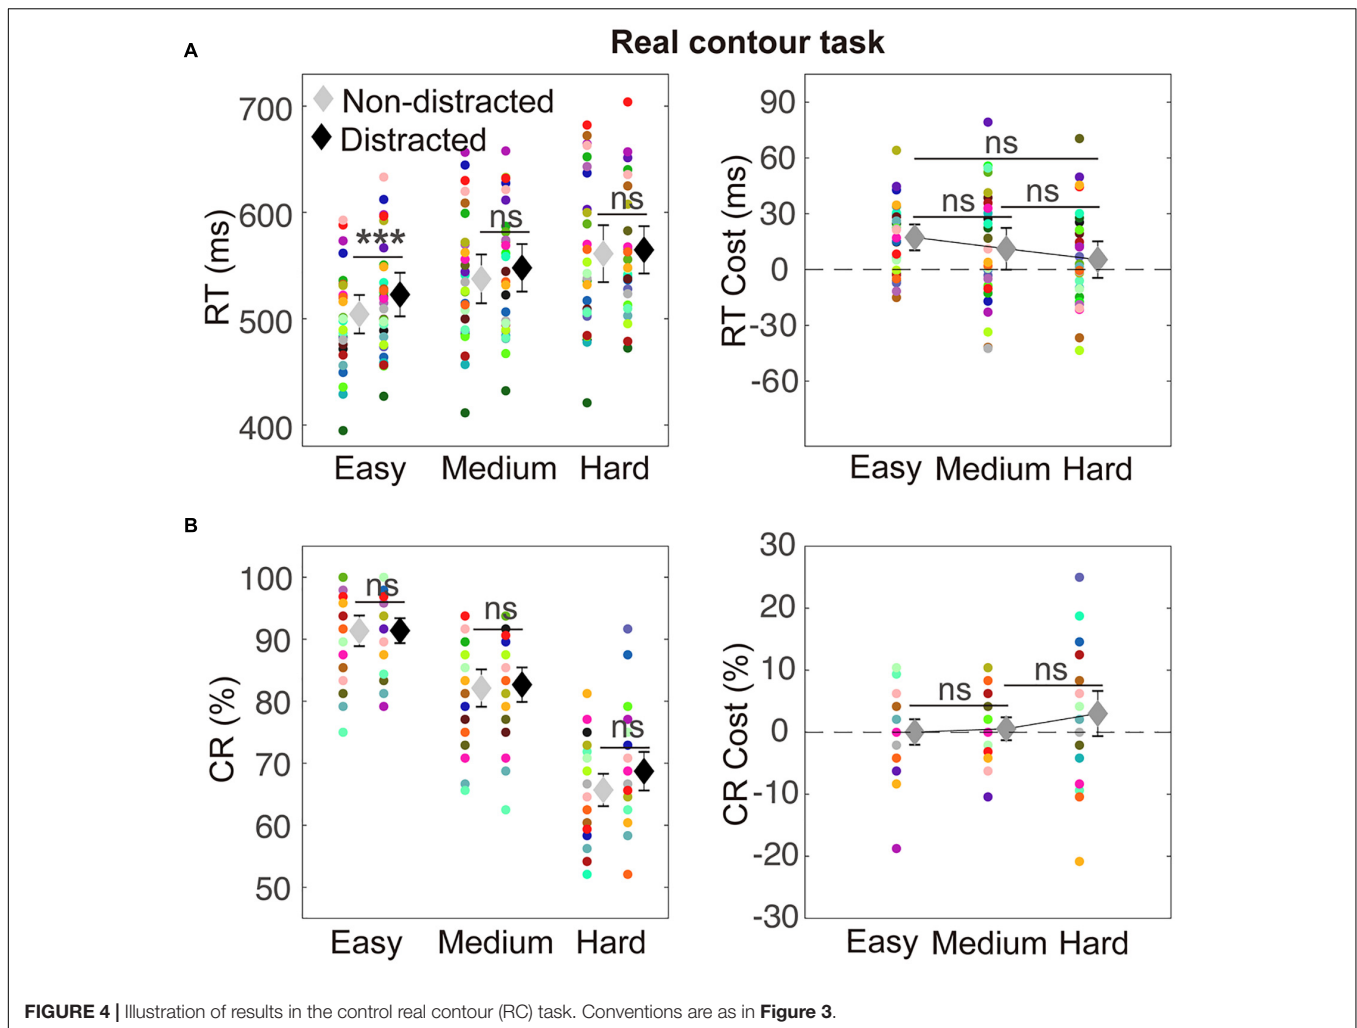 Real contour task
A
Non-distracted
Distracted
RT (ms)
700
600
500
400
***
ns
ns
Easy Medium Hard
RT Cost (ms)
90
60
30
0
-30
-60
ns
ns
ns
Easy Medium Hard
B
CR (%)
100
90
80
70
60
50
ns
ns
ns
Easy Medium Hard
CR Cost (%)
30
20
10
0
-10
-20
-30
ns
ns
Easy Medium Hard
FIGURE 4 | Illustration of results in the control real contour (RC) task. Conventions are as in Figure 3.